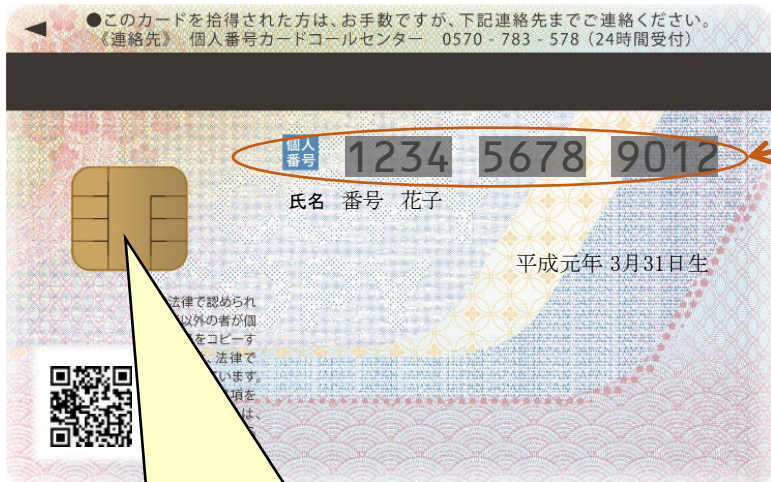 ●このカードを拾得された方は、お手数ですが、下記連絡先までご連絡ください。
《連絡先》 個人番号カードコールセンター 0570 - 783 - 578 (24時間受付)
個人番号 1234 5678 9012
氏名 番号 花子
平成元年 3月31日生
法律で認められ
以外の者が個
をコピーす
法律で
います。
項を
は、